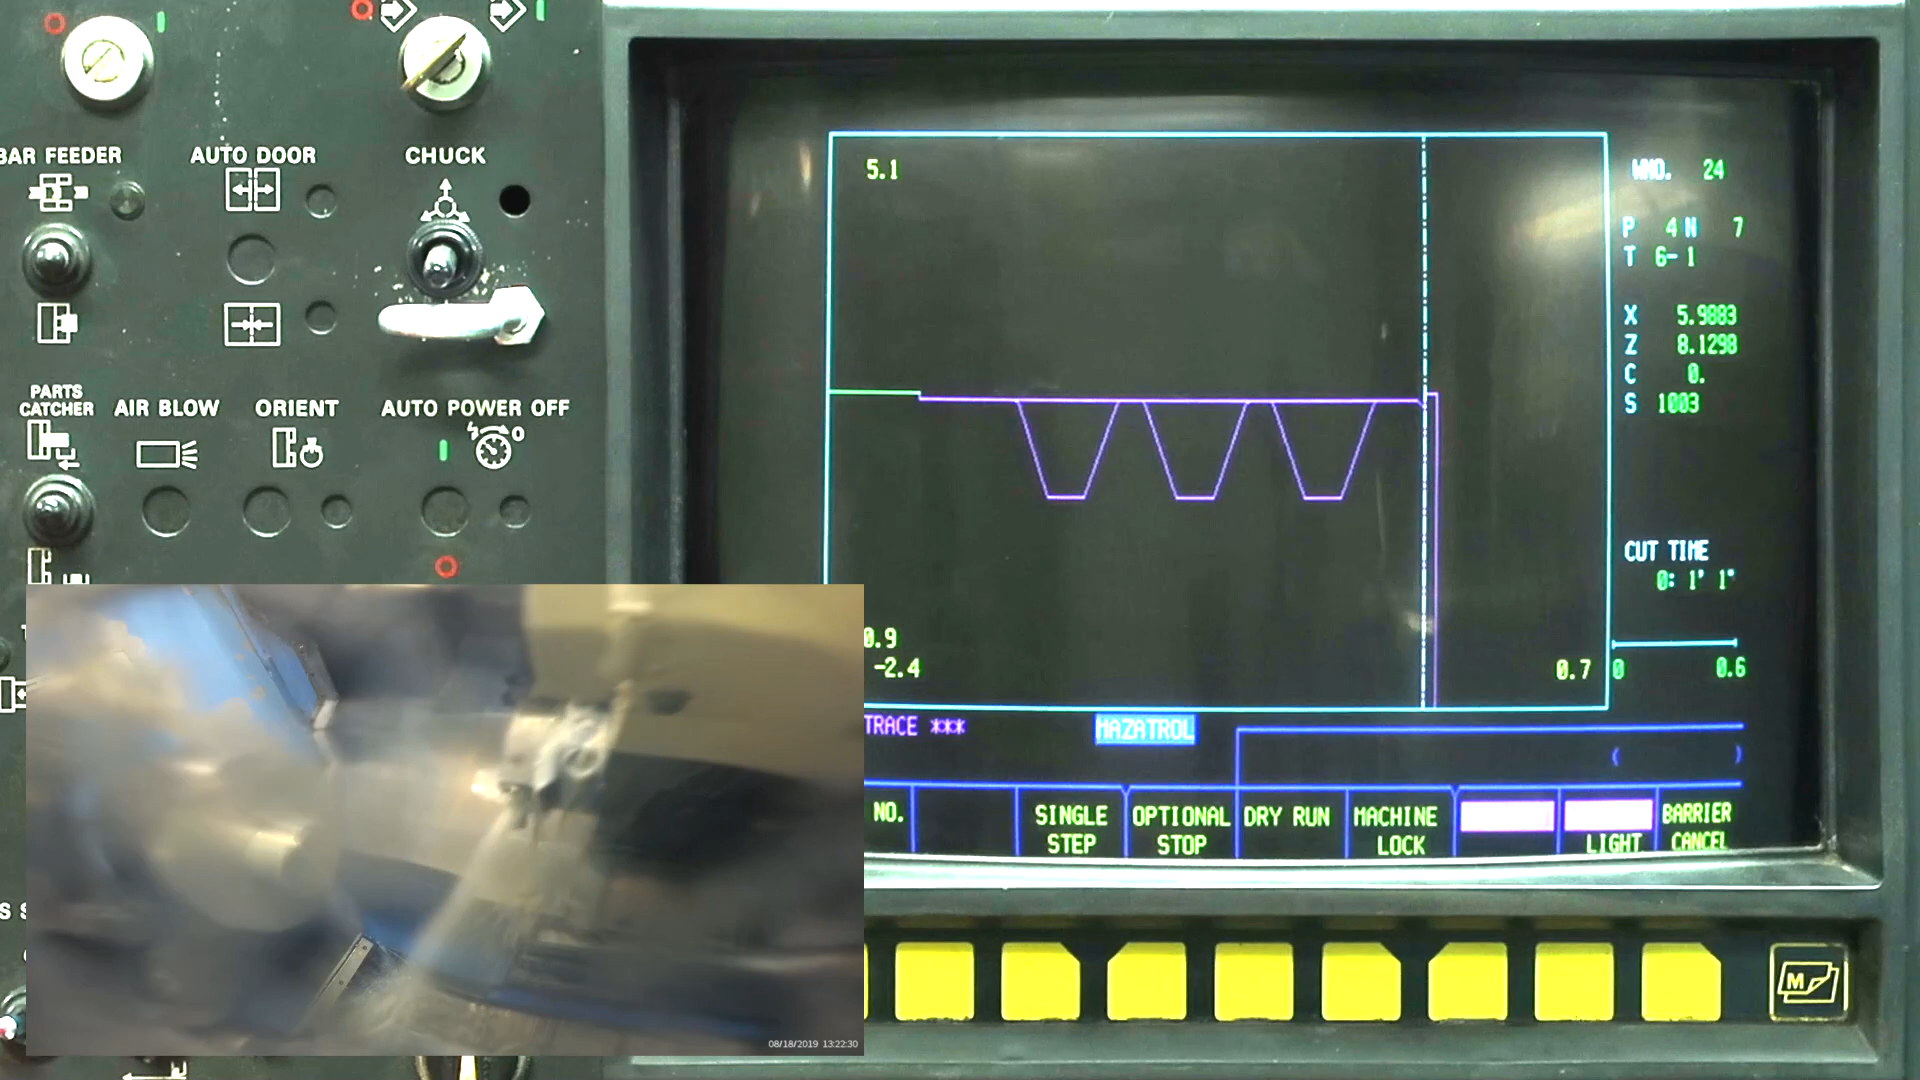 BAR FEEDER
AUTO DOOR
CHUCK
PARTS
CATCHER
AIR BLOW
ORIENT
AUTO POWER OFF
5.1
0.9
-2.4
0.7
WNO. 24
P 4 N 7
T 6- 1
X 5.9883
Z 8.1298
C 0.
S 1003
CUT TIME
0: 1' 1"
0 0.6
TRACE ***
MAZATROL
( )
NO.
SINGLE
STEP
OPTIONAL
STOP
DRY RUN
MACHINE
LOCK
LIGHT
BARRIER
CANCEL
M
08/18/2019 13:22:30